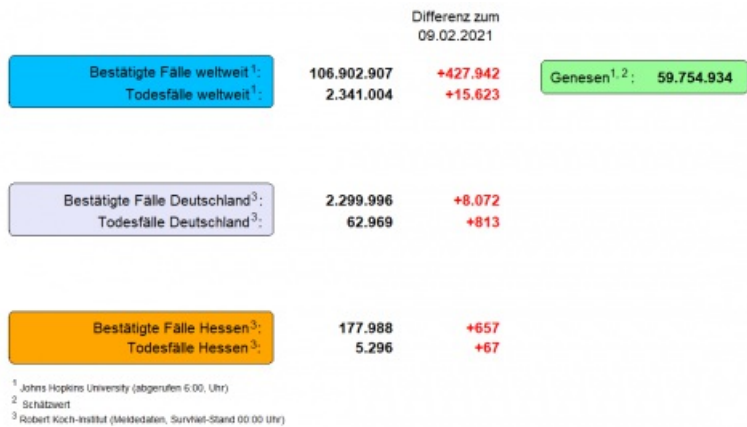 Differenz zum
09.02.2021
Bestätigte Fälle weltweit¹: 106.902.907 +427.942 Genesen¹,²: 59.754.934
Todesfälle weltweit¹: 2.341.004 +15.623
Bestätigte Fälle Deutschland³: 2.299.996 +8.072
Todesfälle Deutschland³: 62.969 +813
Bestätigte Fälle Hessen³: 177.988 +657
Todesfälle Hessen³: 5.296 +67
¹ Johns Hopkins University (abgerufen 6:00, Uhr)
² Schätzwert
³ Robert Koch-Institut (Meldedaten, SurvNet-Stand 00:00 Uhr)